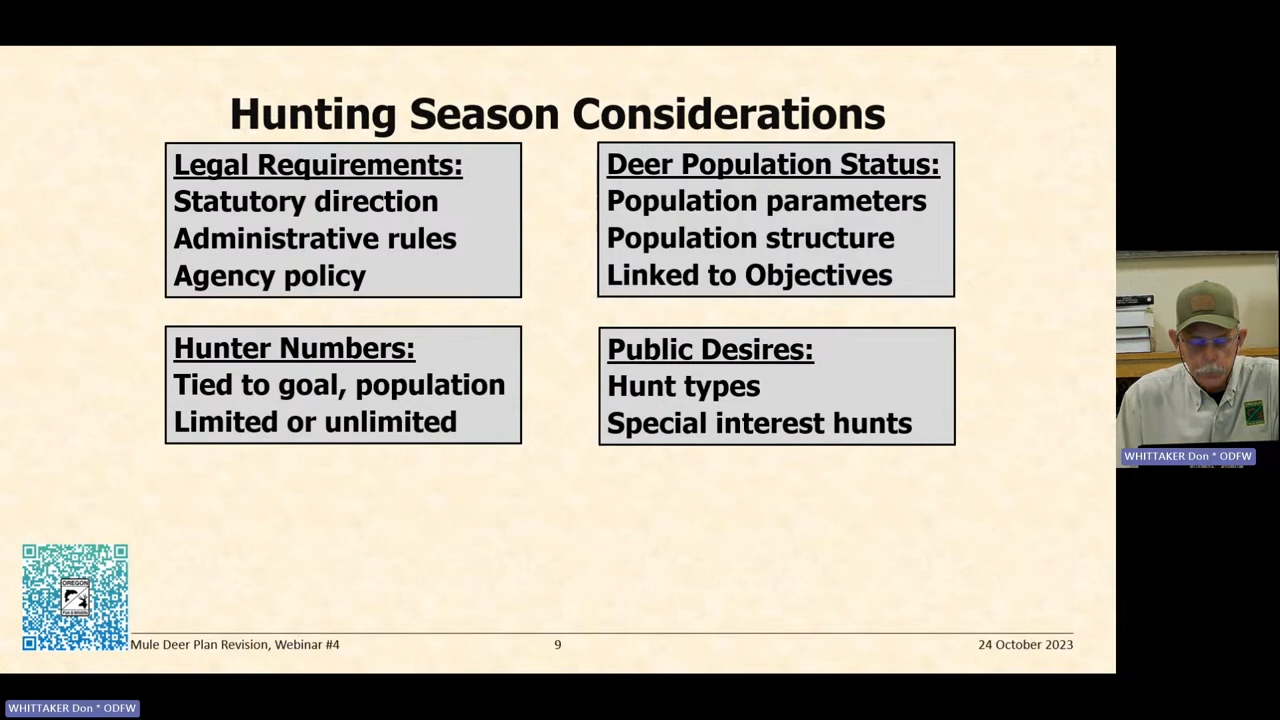 Hunting Season Considerations
Legal Requirements:
Statutory direction
Administrative rules
Agency policy
Deer Population Status:
Population parameters
Population structure
Linked to Objectives
Hunter Numbers:
Tied to goal, population
Limited or unlimited
Public Desires:
Hunt types
Special interest hunts
WHITTAKER Don * ODFW
OREGON
Mule Deer Plan Revision, Webinar #4
9
24 October 2023
WHITTAKER Don * ODFW